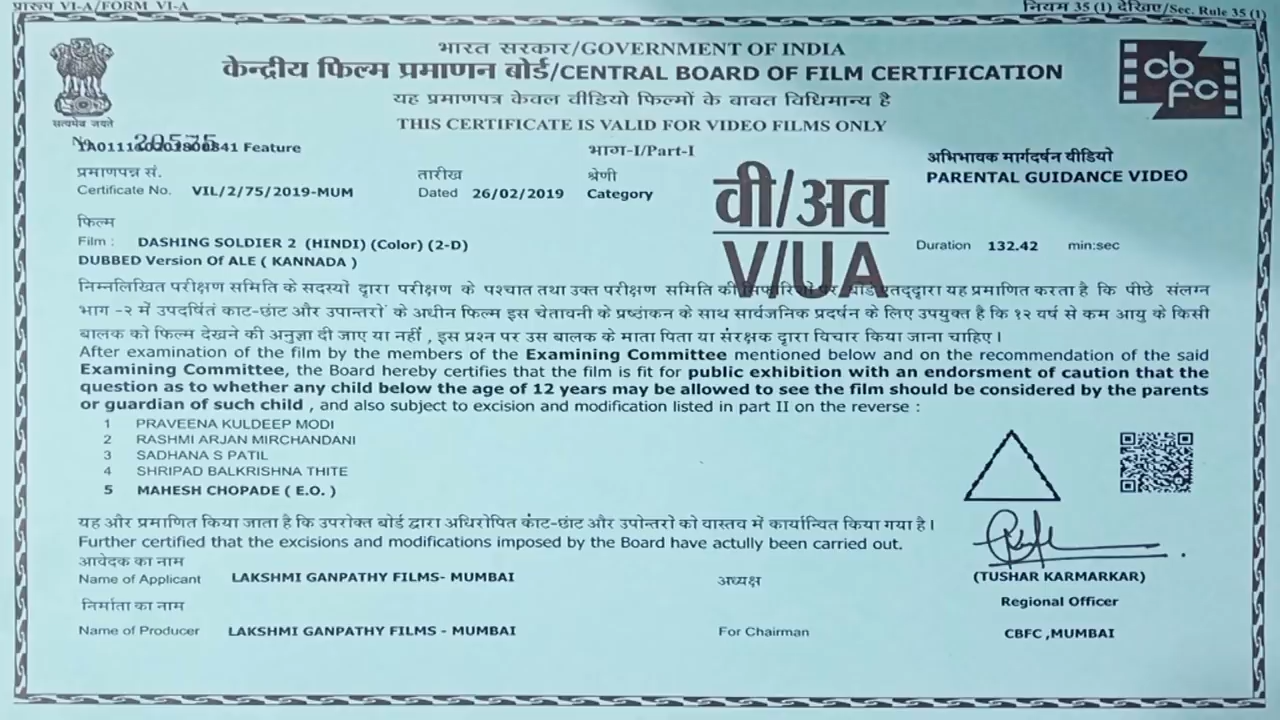 प्रारूप VI-A/FORM VI-A
नियम 35 (1) देखिए/Sec. Rule 35 (1)
भारत सरकार/GOVERNMENT OF INDIA
केन्द्रीय फिल्म प्रमाणन बोर्ड/CENTRAL BOARD OF FILM CERTIFICATION
cbfc
यह प्रमाणपत्र केवल वीडियो फिल्मों के बाबत विधिमान्य है
सत्यमेव जयते
THIS CERTIFICATE IS VALID FOR VIDEO FILMS ONLY
No. 20575
Feature
भाग-I/Part-I
अभिभावक मार्गदर्शन वीडियो
प्रमाणपत्र सं. तारीख श्रेणी
PARENTAL GUIDANCE VIDEO
Certificate No. VIL/2/75/2019-MUM Dated 26/02/2019 Category
वी/अव
V/UA
फिल्म
Film : DASHING SOLDIER 2 (HINDI) (Color) (2-D)
Duration 132.42 min:sec
DUBBED Version Of ALE ( KANNADA )
निम्नलिखित परीक्षण समिति के सदस्यो द्वारा परीक्षण के पश्चात तथा उक्त परीक्षण समिति की यह प्रमाणित करता है कि पीछे संलग्न
भाग -२ में उपदर्षित काट-छांट और उपान्तरों के अधीन फिल्म इस चेतावनी के प्रष्ठांकन के साथ सार्वजनिक प्रदर्षन के लिए उपयुक्त है कि १२ वर्ष से कम आयु के किसी
बालक को फिल्म देखने की अनुज्ञा दी जाए या नहीं , इस प्रश्न पर उस बालक के माता पिता या संरक्षक द्वारा विचार किया जाना चाहिए ।
After examination of the film by the members of the Examining Committee mentioned below and on the recommendation of the said
Examining Committee, the Board hereby certifies that the film is fit for public exhibition with an endorsment of caution that the
question as to whether any child below the age of 12 years may be allowed to see the film should be considered by the parents
or guardian of such child , and also subject to excision and modification listed in part II on the reverse :
1 PRAVEENA KULDEEP MODI
2 RASHMI ARJAN MIRCHANDANI
3 SADHANA S PATIL
4 SHRIPAD BALKRISHNA THITE
5 MAHESH CHOPADE ( E.O. )
यह और प्रमाणित किया जाता है कि उपरोक्त बोर्ड द्वारा अधिरोपित कांट-छांट और उपोन्तरों को वास्तव में कार्यान्वित किया गया है ।
Further certified that the excisions and modifications imposed by the Board have actully been carried out.
आवेदक का नाम
Name of Applicant LAKSHMI GANPATHY FILMS- MUMBAI
अध्यक्ष
(TUSHAR KARMARKAR)
Regional Officer
निर्माता का नाम
Name of Producer LAKSHMI GANPATHY FILMS - MUMBAI
For Chairman
CBFC ,MUMBAI